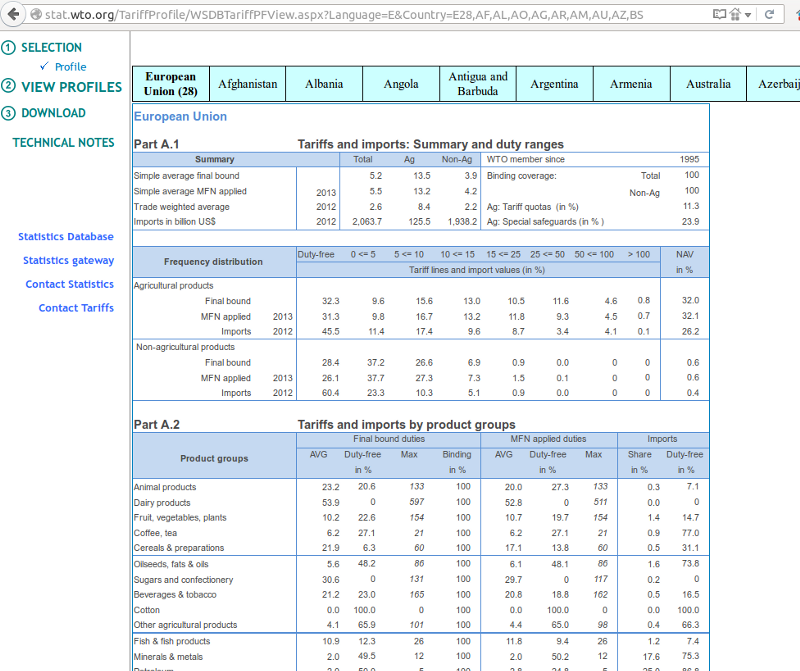 stat.wto.org/TariffProfile/WSDBTariffPFView.aspx?Language=E&Country=E28,AF,AL,AO,AG,AR,AM,AU,AZ,BS
1 SELECTION
✓ Profile
2 VIEW PROFILES
3 DOWNLOAD
TECHNICAL NOTES
Statistics Database
Statistics gateway
Contact Statistics
Contact Tariffs
European Union (28) Afghanistan Albania Angola Antigua and Barbuda Argentina Armenia Australia Azerbaij
European Union
Part A.1 Tariffs and imports: Summary and duty ranges
Summary Total Ag Non-Ag WTO member since 1995
Simple average final bound 5.2 13.5 3.9 Binding coverage: Total 100
Simple average MFN applied 2013 5.5 13.2 4.2 Non-Ag 100
Trade weighted average 2012 2.6 8.4 2.2 Ag: Tariff quotas (in %) 11.3
Imports in billion US$ 2012 2,063.7 125.5 1,938.2 Ag: Special safeguards (in % ) 23.9
Frequency distribution Duty-free 0 <= 5 5 <= 10 10 <= 15 15 <= 25 25 <= 50 50 <= 100 > 100 NAV
Tariff lines and import values (in %) in %
Agricultural products
Final bound 32.3 9.6 15.6 13.0 10.5 11.6 4.6 0.8 32.0
MFN applied 2013 31.3 9.8 16.7 13.2 11.8 9.3 4.5 0.7 32.1
Imports 2012 45.5 11.4 17.4 9.6 8.7 3.4 4.1 0.1 26.2
Non-agricultural products
Final bound 28.4 37.2 26.6 6.9 0.9 0.0 0 0 0.6
MFN applied 2013 26.1 37.7 27.3 7.3 1.5 0.1 0 0 0.6
Imports 2012 60.4 23.3 10.3 5.1 0.9 0.0 0 0 0.4
Part A.2 Tariffs and imports by product groups
Final bound duties MFN applied duties Imports
Product groups AVG Duty-free Max Binding AVG Duty-free Max Share Duty-free
in % in % in % in % in %
Animal products 23.2 20.6 133 100 20.0 27.3 133 0.3 7.1
Dairy products 53.9 0 597 100 52.8 0 511 0.0 0
Fruit, vegetables, plants 10.2 22.6 154 100 10.7 19.7 154 1.4 14.7
Coffee, tea 6.2 27.1 21 100 6.2 27.1 21 0.9 77.0
Cereals & preparations 21.9 6.3 60 100 17.1 13.8 60 0.5 31.1
Oilseeds, fats & oils 5.6 48.2 86 100 6.1 48.1 86 1.6 73.8
Sugars and confectionery 30.6 0 131 100 29.7 0 117 0.2 0
Beverages & tobacco 21.2 23.0 165 100 20.8 18.8 162 0.5 16.5
Cotton 0.0 100.0 0 100 0.0 100.0 0 0.0 100.0
Other agricultural products 4.1 65.9 101 100 4.4 65.0 98 0.4 66.3
Fish & fish products 10.9 12.3 26 100 11.8 9.4 26 1.2 7.4
Minerals & metals 2.0 49.5 12 100 2.0 50.2 12 17.6 75.3